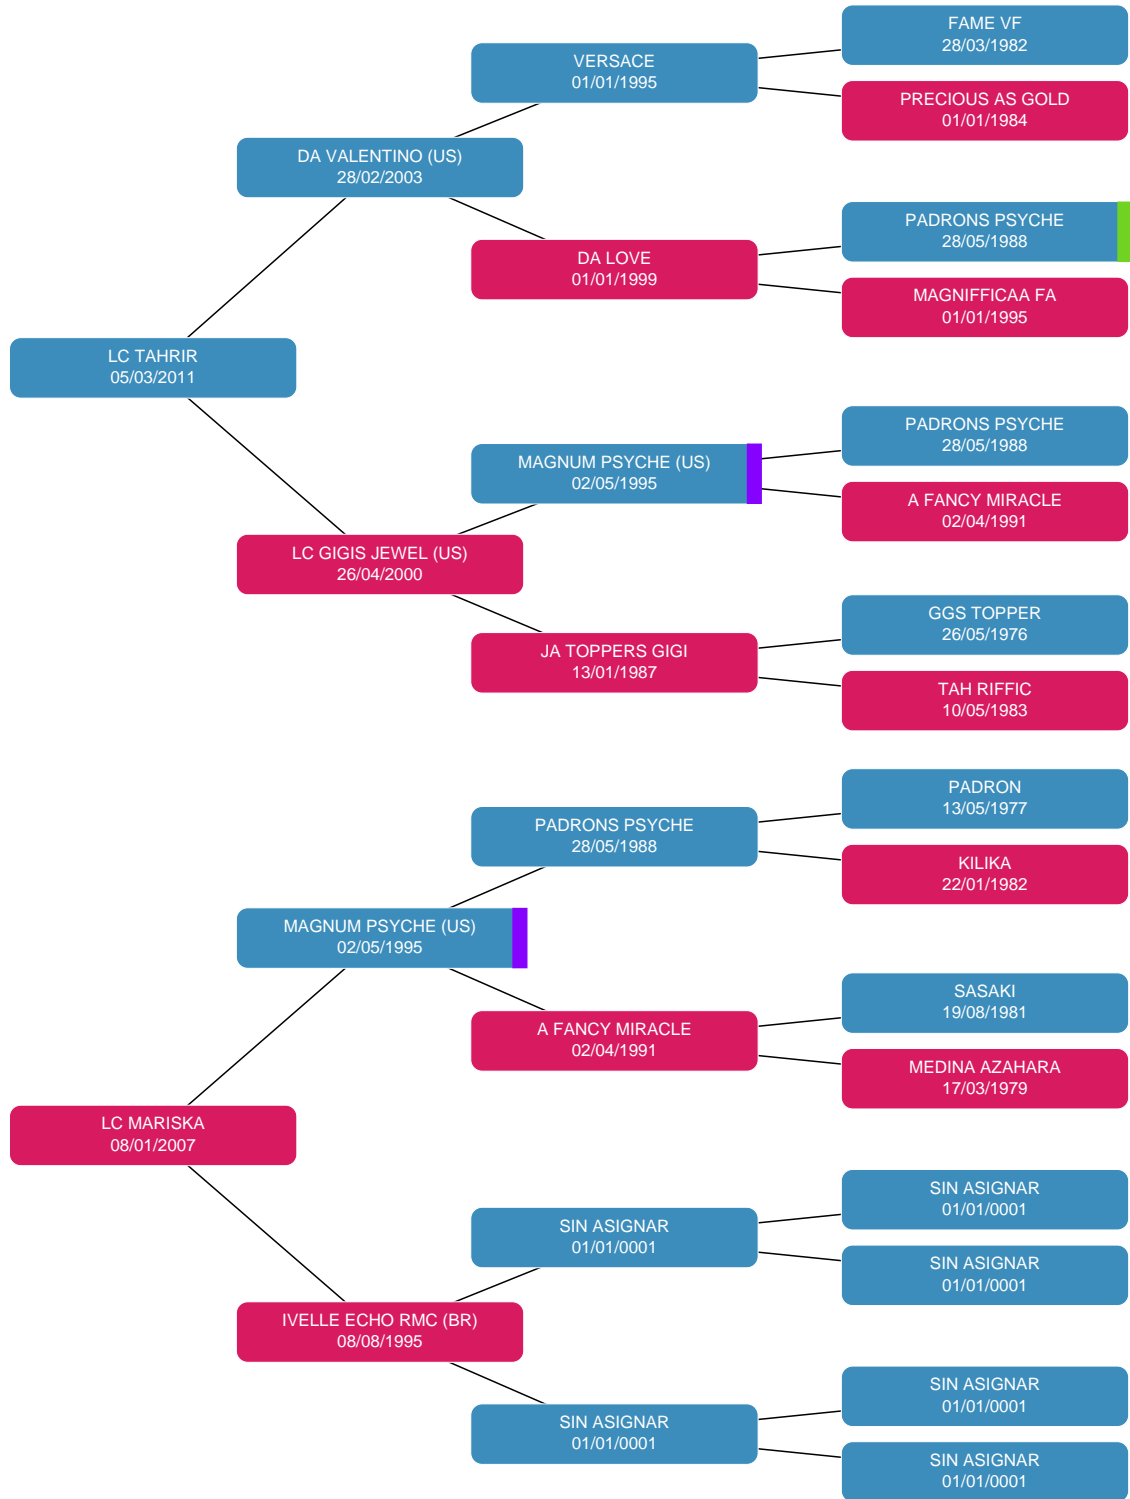 FAME VF
28/03/1982
VERSACE
01/01/1995
PRECIOUS AS GOLD
01/01/1984
DA VALENTINO (US)
28/02/2003
PADRONS PSYCHE
28/05/1988
DA LOVE
01/01/1999
MAGNIFFICAA FA
01/01/1995
LC TAHRIR
05/03/2011
PADRONS PSYCHE
28/05/1988
MAGNUM PSYCHE (US)
02/05/1995
A FANCY MIRACLE
02/04/1991
LC GIGIS JEWEL (US)
26/04/2000
GGS TOPPER
26/05/1976
JA TOPPERS GIGI
13/01/1987
TAH RIFFIC
10/05/1983
PADRON
13/05/1977
PADRONS PSYCHE
28/05/1988
KILIKA
22/01/1982
MAGNUM PSYCHE (US)
02/05/1995
SASAKI
19/08/1981
A FANCY MIRACLE
02/04/1991
MEDINA AZAHARA
17/03/1979
LC MARISKA
08/01/2007
SIN ASIGNAR
01/01/0001
SIN ASIGNAR
01/01/0001
SIN ASIGNAR
01/01/0001
IVELLE ECHO RMC (BR)
08/08/1995
SIN ASIGNAR
01/01/0001
SIN ASIGNAR
01/01/0001
SIN ASIGNAR
01/01/0001